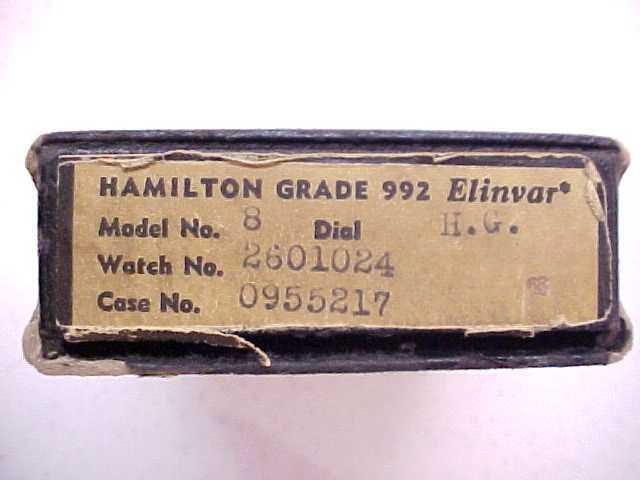 HAMILTON GRADE 992 Elinvar*
Model No. 8 Dial H.G.
Watch No. 2601024
Case No. 0955217